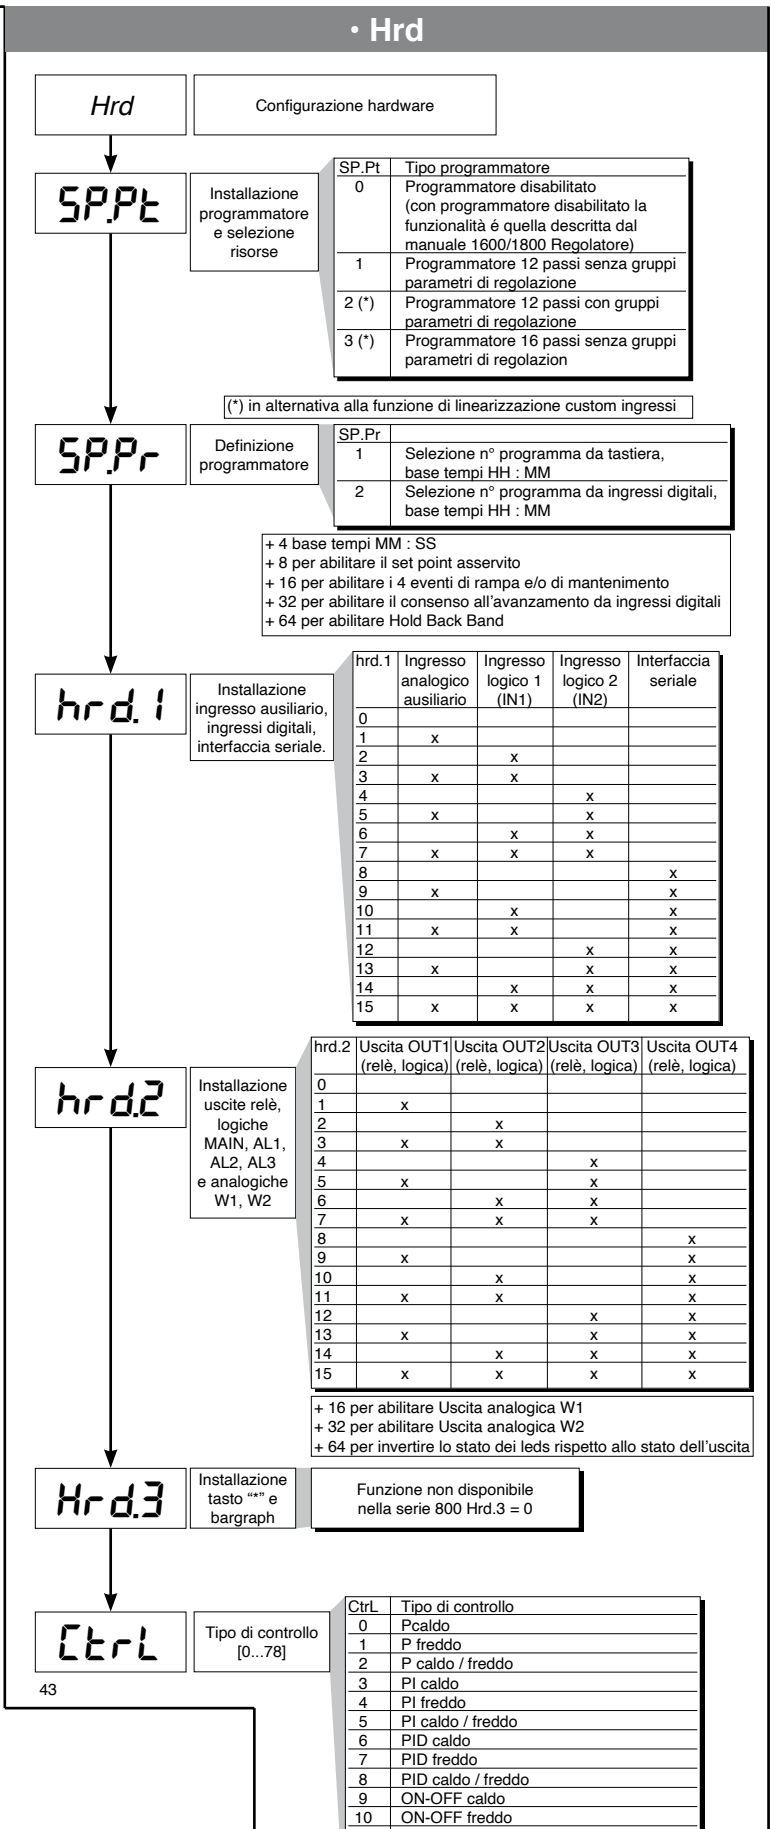 • Hrd
Hrd
Configurazione hardware
SP.Pt
Installazione
programmatore
e selezione
risorse
SP.Pt Tipo programmatore
0 Programmatore disabilitato
(con programmatore disabilitato la
funzionalità é quella descritta dal
manuale 1600/1800 Regolatore)
1 Programmatore 12 passi senza gruppi
parametri di regolazione
2 (*) Programmatore 12 passi con gruppi
parametri di regolazione
3 (*) Programmatore 16 passi senza gruppi
parametri di regolazion
(*) in alternativa alla funzione di linearizzazione custom ingressi
SP.Pr
Definizione
programmatore
SP.Pr
1 Selezione n° programma da tastiera,
base tempi HH : MM
2 Selezione n° programma da ingressi digitali,
base tempi HH : MM
+ 4 base tempi MM : SS
+ 8 per abilitare il set point asservito
+ 16 per abilitare i 4 eventi di rampa e/o di mantenimento
+ 32 per abilitare il consenso all'avanzamento da ingressi digitali
+ 64 per abilitare Hold Back Band
hrd.1
Installazione
ingresso ausiliario,
ingressi digitali,
interfaccia seriale.
hrd.1 Ingresso Ingresso Ingresso Interfaccia
analogico logico 1 logico 2 seriale
ausiliario (IN1) (IN2)
0
1 x
2 x
3 x x
4 x
5 x x
6 x x
7 x x x
8 x
9 x x
10 x x
11 x x x
12 x x
13 x x x
14 x x x
15 x x x x
hrd.2
Installazione
uscite relè,
logiche
MAIN, AL1,
AL2, AL3
e analogiche
W1, W2
hrd.2 Uscita OUT1 Uscita OUT2 Uscita OUT3 Uscita OUT4
(relè, logica) (relè, logica) (relè, logica) (relè, logica)
0
1 x
2 x
3 x x
4 x
5 x x
6 x x
7 x x x
8 x
9 x x
10 x x
11 x x x
12 x x
13 x x x
14 x x x
15 x x x x
+ 16 per abilitare Uscita analogica W1
+ 32 per abilitare Uscita analogica W2
+ 64 per invertire lo stato dei leds rispetto allo stato dell'uscita
Hrd.3
Installazione
tasto “*” e
bargraph
Funzione non disponibile
nella serie 800 Hrd.3 = 0
CtrL
Tipo di controllo
[0...78]
CtrL Tipo di controllo
0 Pcaldo
1 P freddo
2 P caldo / freddo
3 PI caldo
4 PI freddo
5 PI caldo / freddo
6 PID caldo
7 PID freddo
8 PID caldo / freddo
9 ON-OFF caldo
10 ON-OFF freddo
43